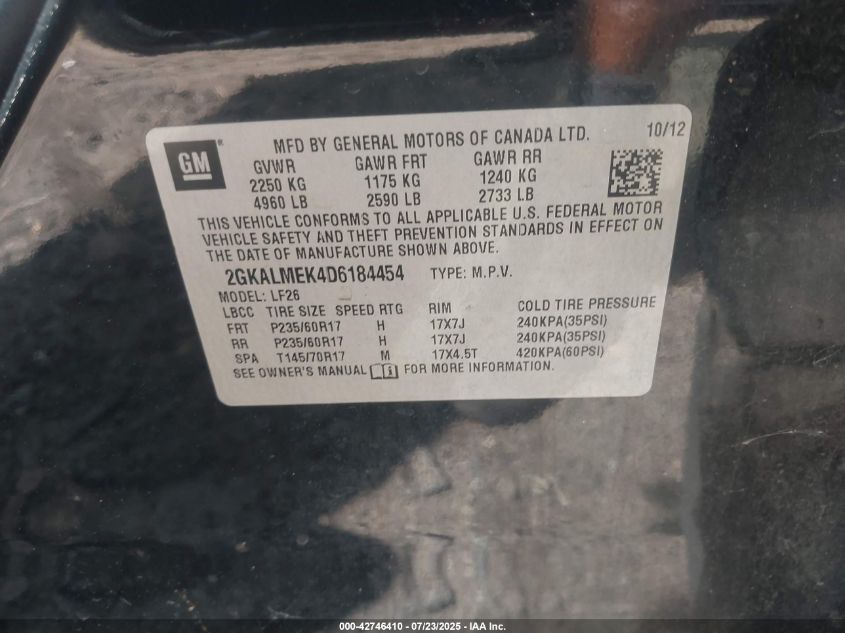 GM ®
MFD BY GENERAL MOTORS OF CANADA LTD. 10/12
GVWR GAWR FRT GAWR RR
2250 KG 1175 KG 1240 KG
4960 LB 2590 LB 2733 LB
THIS VEHICLE CONFORMS TO ALL APPLICABLE U.S. FEDERAL MOTOR
VEHICLE SAFETY AND THEFT PREVENTION STANDARDS IN EFFECT ON
THE DATE OF MANUFACTURE SHOWN ABOVE.
2GKALMEK4D6184454 TYPE: M.P.V.
MODEL: LF26
LBCC TIRE SIZE SPEED RTG RIM COLD TIRE PRESSURE
FRT P235/60R17 H 17X7J 240KPA(35PSI)
RR P235/60R17 H 17X7J 240KPA(35PSI)
SPA T145/70R17 M 17X4.5T 420KPA(60PSI)
SEE OWNER'S MANUAL FOR MORE INFORMATION.
000-42746410 - 07/23/2025 - IAA Inc.